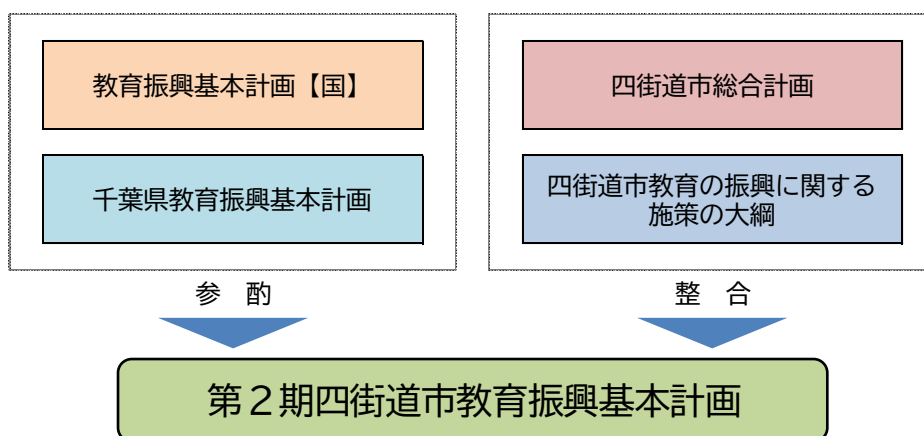 教育振興基本計画【国】
千葉県教育振興基本計画
四街道市総合計画
四街道市教育の振興に関する
施策の大綱
参　酌
整　合
第２期四街道市教育振興基本計画